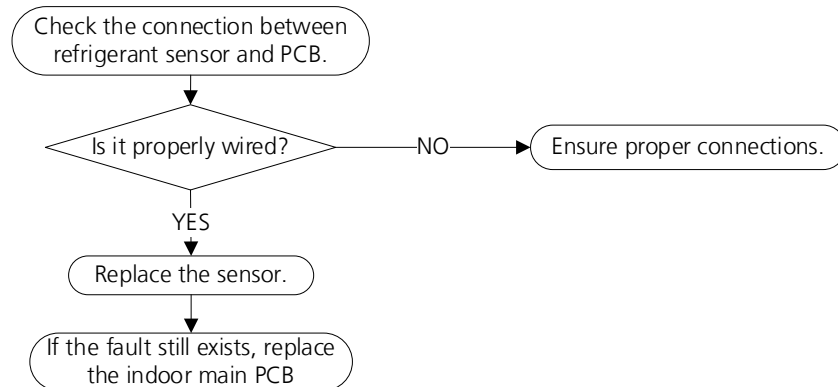 Check the connection between
refrigerant sensor and PCB.
Is it properly wired?
NO
Ensure proper connections.
YES
Replace the sensor.
If the fault still exists, replace
the indoor main PCB